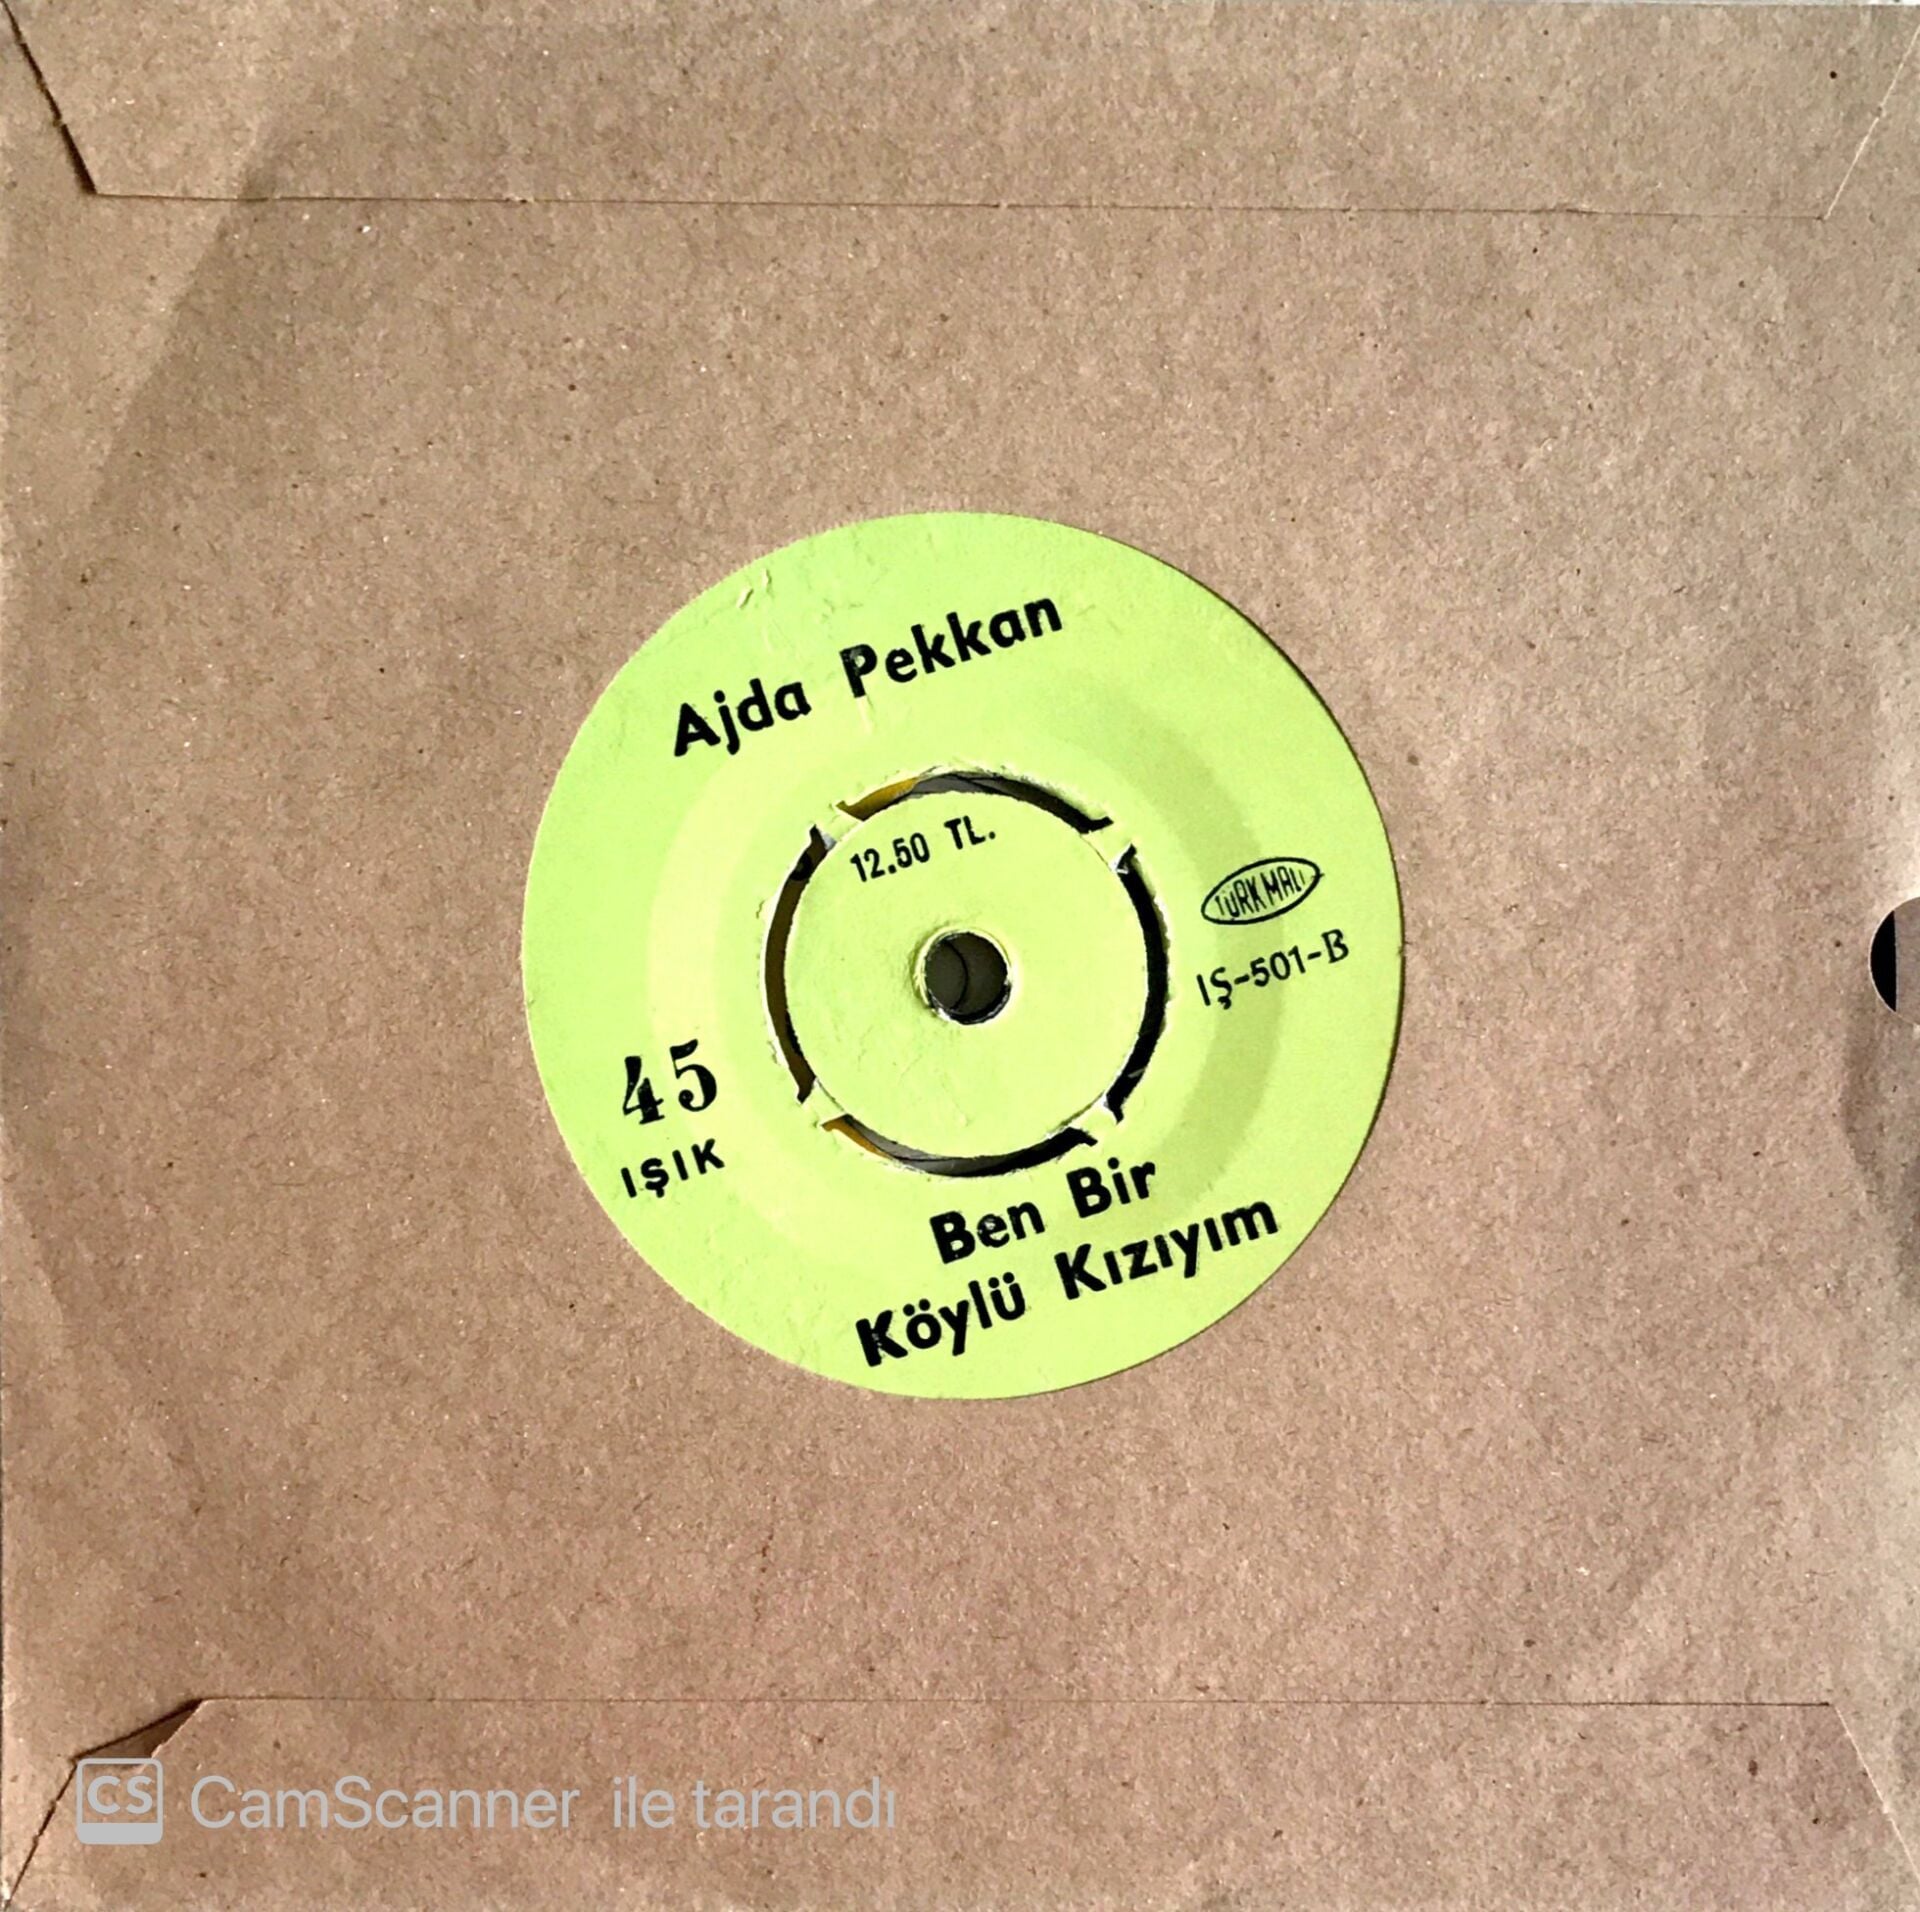 Ajda Pekkan
12.50 TL.
TÜRK MALI
IŞ-501-B
45
IŞIK
Ben Bir
Köylü Kızıyım
CS CamScanner ile tarandı